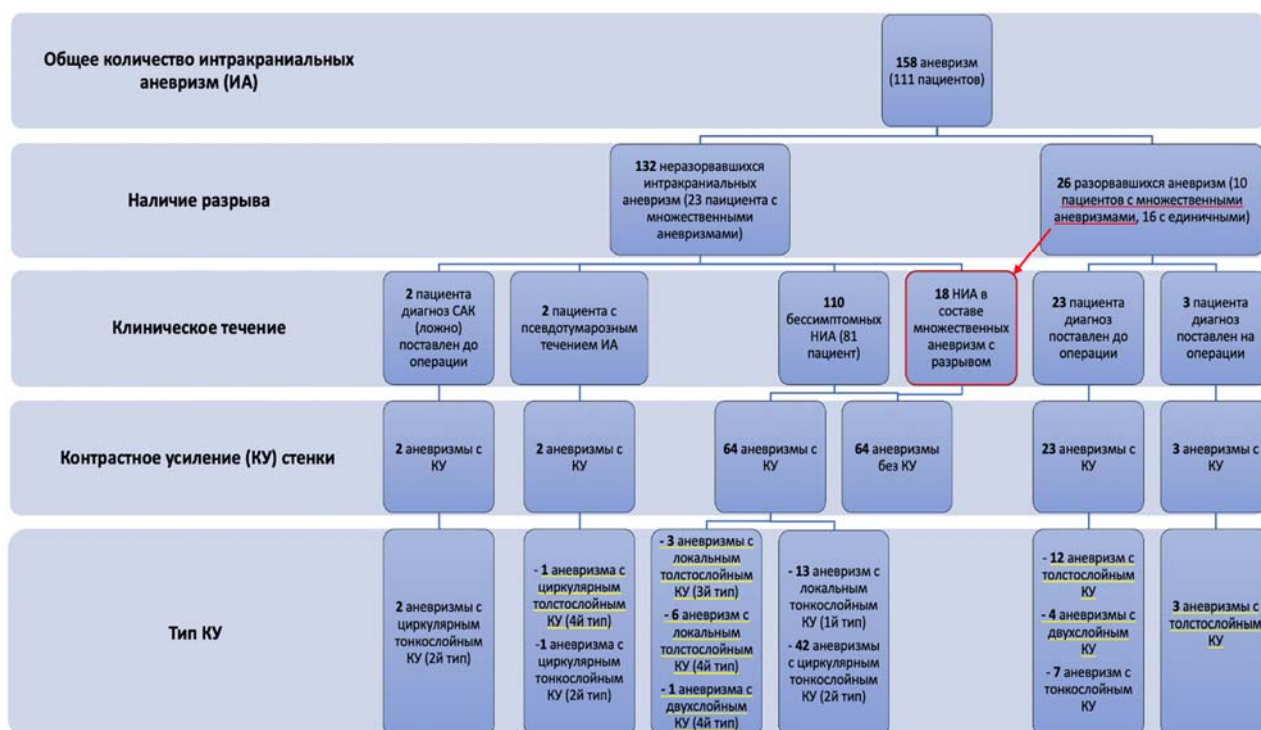 Общее количество интракраниальных
аневризм (ИА)
158 аневризм
(111 пациентов)
Наличие разрыва
132 неразорвавшихся
интракраниальных
аневризм (23 паициента с
множественными
аневризмами)
26 разорвавшихся аневризм (10
пациентов с множественными
аневризмами, 16 с единичными)
Клиническое течение
2 пациента
диагноз САК
(ложно)
поставлен до
операции
2 пациента с
псевдотумарозным
течением ИА
110
бессимптомных
НИА (81
пациент)
18 НИА в
составе
множественных
аневризм с
разрывом
23 пациента
диагноз
поставлен до
операции
3 пациента
диагноз
поставлен на
операции
Контрастное усиление (КУ) стенки
2 аневризмы с
КУ
2 аневризмы с
КУ
64 аневризмы с
КУ
64 аневризмы
без КУ
23 аневризмы с
КУ
3 аневризмы с
КУ
Тип КУ
2 аневризмы с
циркулярным
тонкослойным
КУ (2й тип)
- 1 аневризма с
циркулярным
толстослойным
КУ (4й тип)
-1 аневризма с
циркулярным
тонкослойным
КУ (2й тип)
- 3 аневризмы с
локальным
толстослойным
КУ (3й тип)
- 6 аневризм с
локальным
толстослойным
КУ (4й тип)
- 1 аневризма с
двухслойным
КУ (4й тип)
- 13 аневризм с
локальным
тонкослойным
КУ (1й тип)
- 42 аневризмы
с циркулярным
тонкослойным
КУ (2й тип)
- 12 аневризм с
толстослойным
КУ
- 4 аневризмы с
двухслойным
КУ
- 7 аневризм с
тонкослойным
КУ
3 аневризмы с
толстослойным
КУ